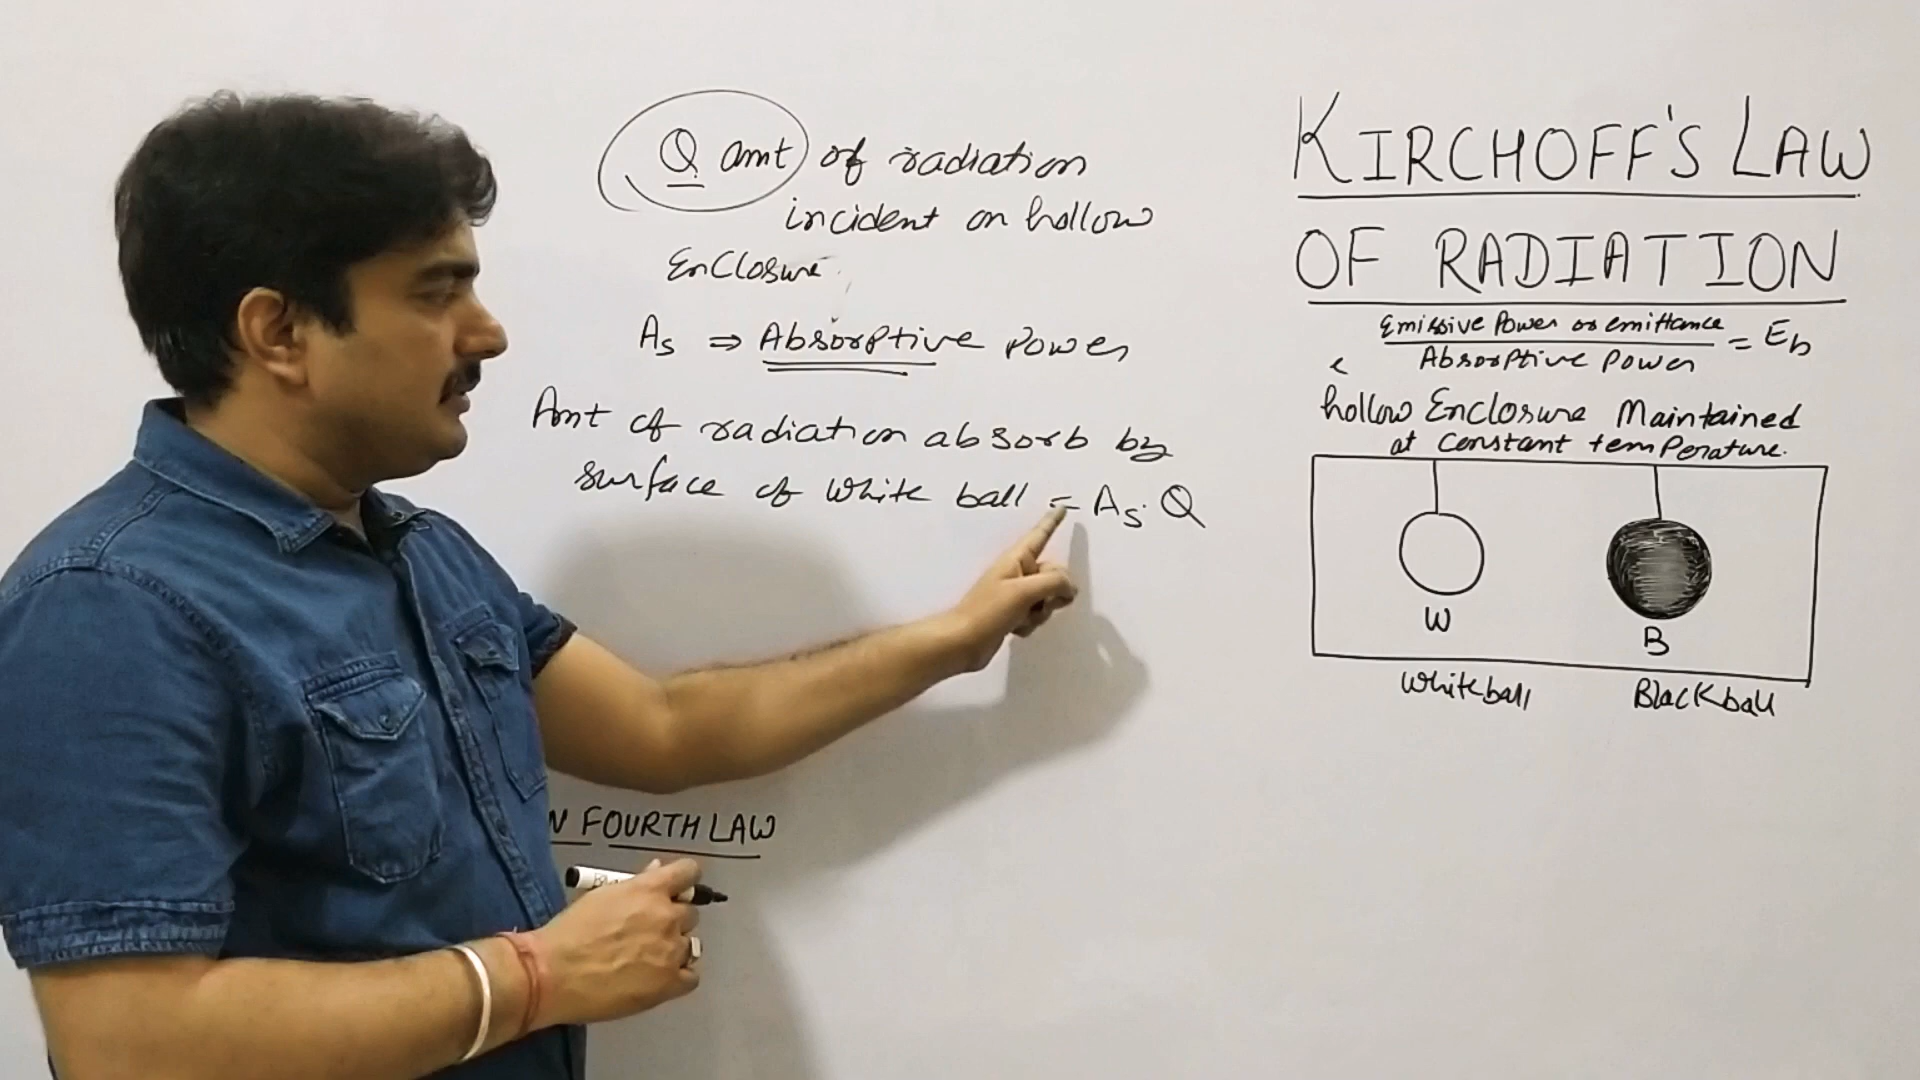 Q amt of radiation
incident on hollow
Enclosure
As ⇒ Absorptive Power
Amt of radiation absorb by
surface of white ball = As. Q
N FOURTH LAW
KIRCHOFF'S LAW
OF RADIATION
Emissive Power or emittance
Absorptive Power
= Eb
hollow Enclosure Maintained
at constant temperature.
W
B
White ball
Black ball